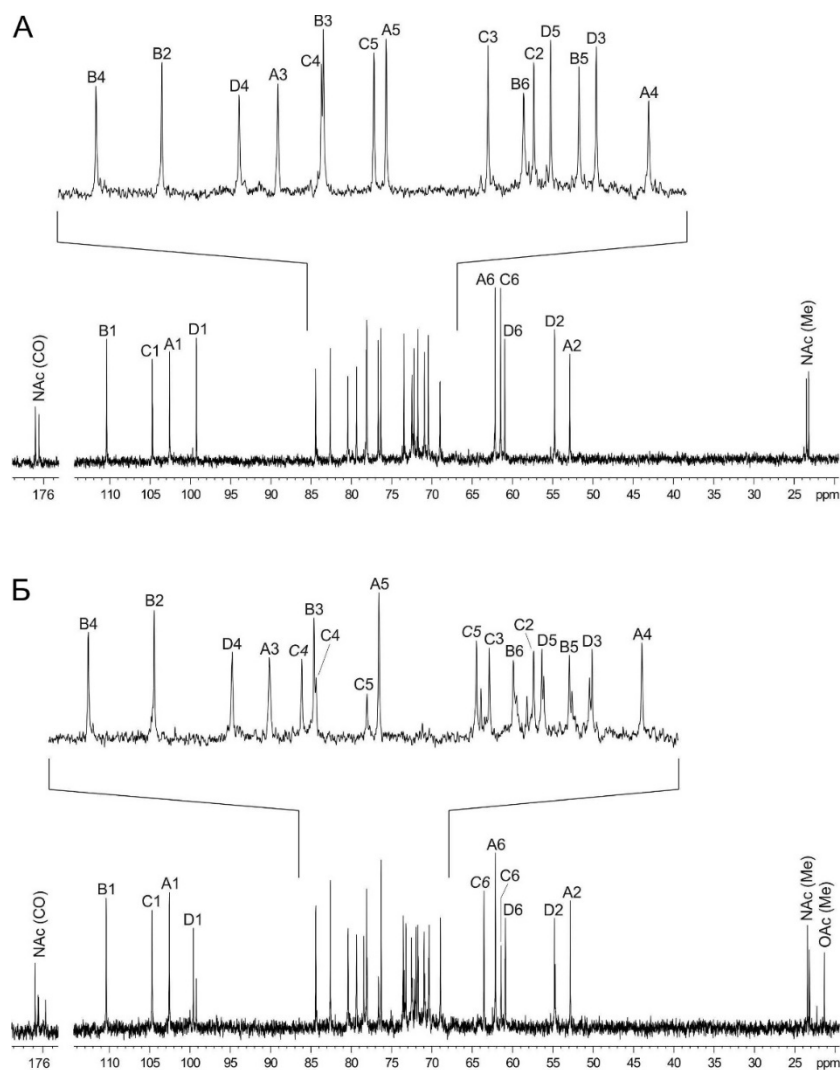 А
B4 B2 D4 A3 C4 B3 C5 A5 C3 B6 C2 D5 B5 D3 A4
NAc (CO) B1 C1 A1 D1 A6 C6 D6 D2 A2 NAc (Me)
176 110 105 100 95 90 85 80 75 70 65 60 55 50 45 40 35 30 25 ppm
Б
B4 B2 D4 A3 C4 B3 C4 C5 A5 C5 C3 B6 C2 D5 B5 D3 A4
NAc (CO) B1 C1 A1 D1 C6 A6 C6 D6 D2 A2 NAc (Me) OAc (Me)
176 110 105 100 95 90 85 80 75 70 65 60 55 50 45 40 35 30 25 ppm